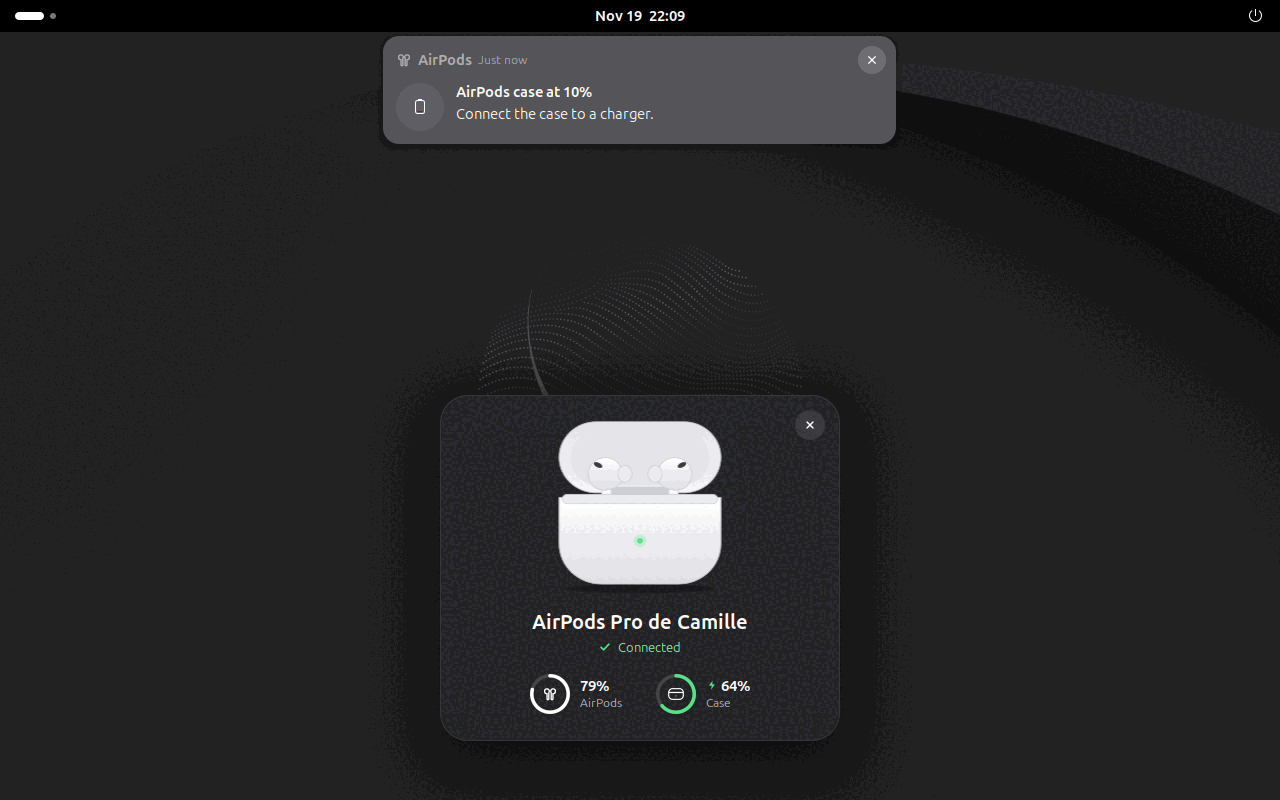 Nov 19 22:09
AirPods Just now
AirPods case at 10%
Connect the case to a charger.
AirPods Pro de Camille
Connected
79%
AirPods
64%
Case